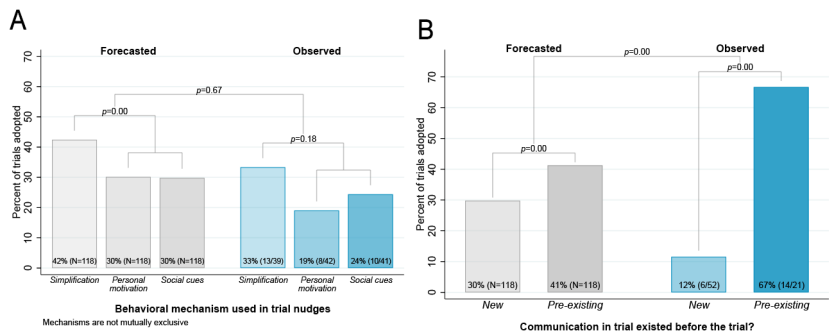 A
Forecasted Observed
Percent of trials adopted
70
60
50
40
30
20
10
0
p=0.67
p=0.00
p=0.18
42% (N=118) 30% (N=118) 30% (N=118) 33% (13/39) 19% (8/42) 24% (10/41)
Simplification Personal motivation Social cues Simplification Personal motivation Social cues
Behavioral mechanism used in trial nudges
Mechanisms are not mutually exclusive
B
Forecasted Observed
Percent of trials adopted
70
60
50
40
30
20
10
0
p=0.00
p=0.00
p=0.00
30% (N=118) 41% (N=118) 12% (6/52) 67% (14/21)
New Pre-existing New Pre-existing
Communication in trial existed before the trial?